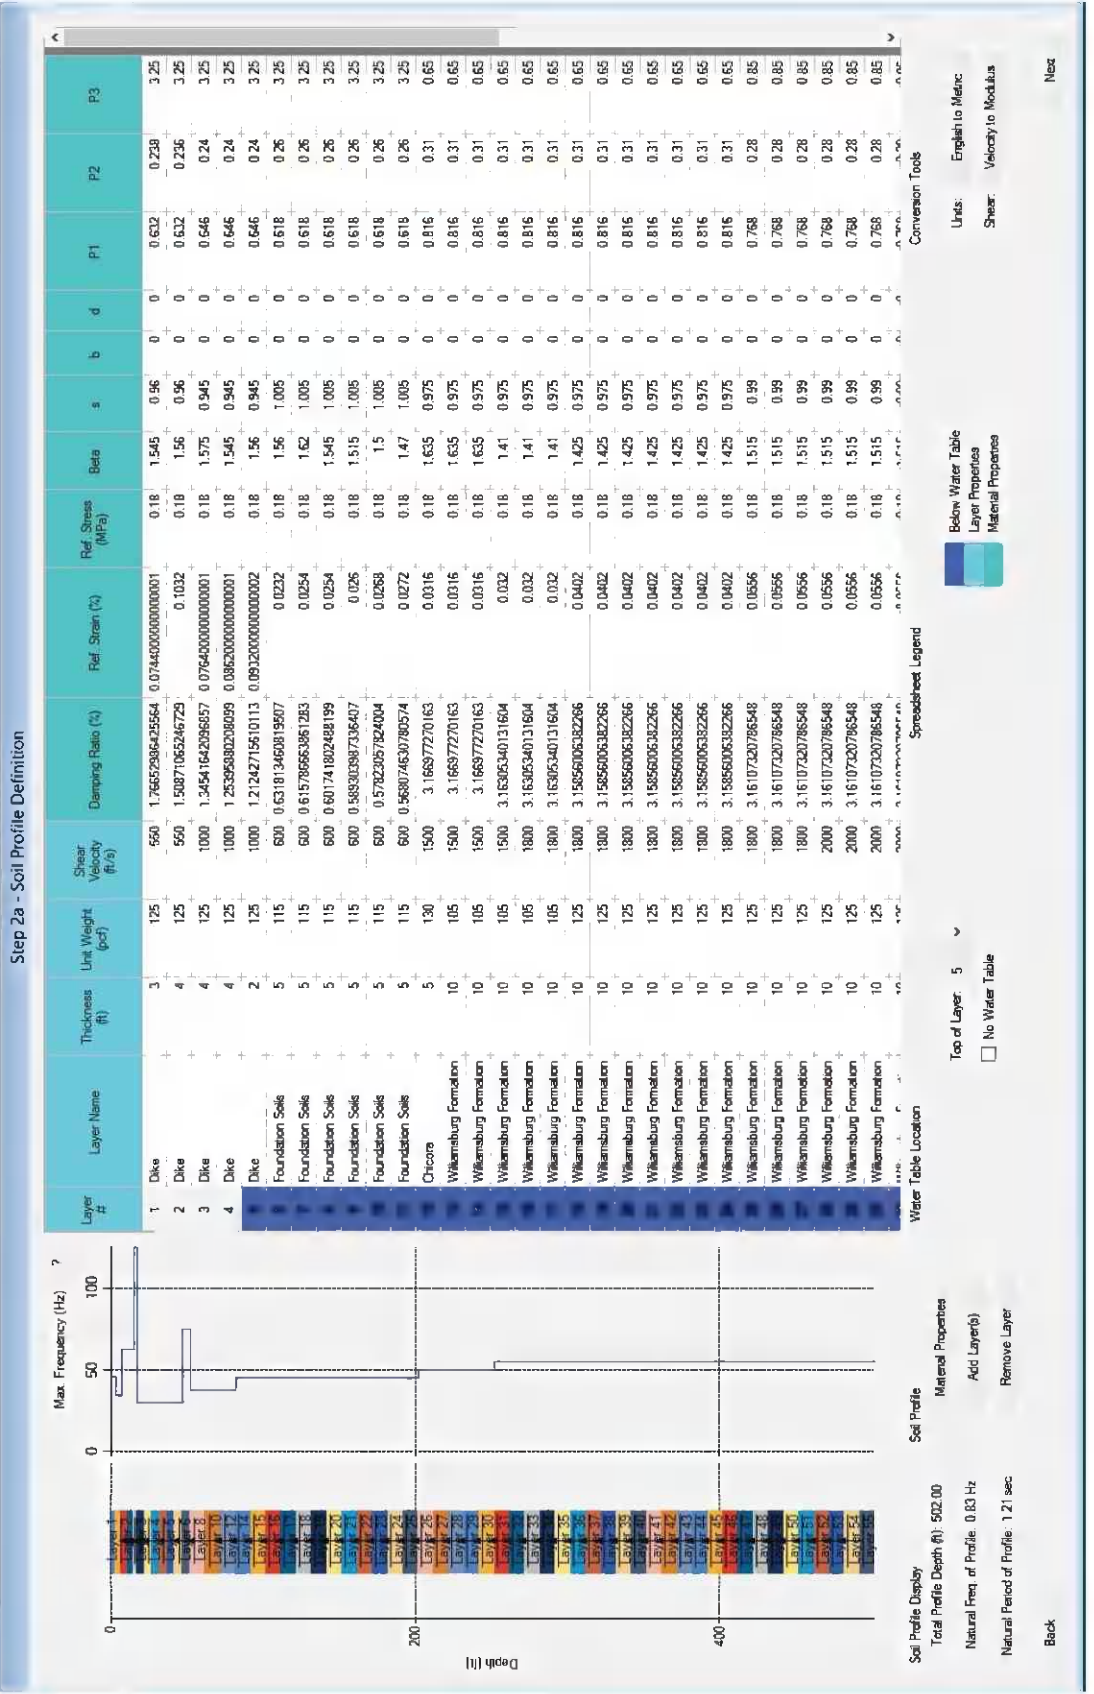 Step 2a - Soil Profile Definition
Max. Frequency (Hz) ?
0 50 100
0
200
400
Depth (ft)
Layer # Layer Name Thickness (ft) Unit Weight (pcf) Shear Velocity (ft/s) Damping Ratio (%) Ref. Strain (%) Ref. Stress (MPa) Beta s b d P1 P2 P3
1 Dike 3 125 560 1.76652986425564 0.0744000000000001 0.18 1.545 0.96 0 0 0.632 0.238 3.25
2 Dike 4 125 550 1.50871065246729 0.1032 0.18 1.56 0.96 0 0 0.632 0.236 3.25
3 Dike 4 125 1000 1.34541642096857 0.0764000000000001 0.18 1.575 0.945 0 0 0.646 0.24 3.25
4 Dike 4 125 1000 1.25395880208099 0.0862000000000001 0.18 1.545 0.945 0 0 0.646 0.24 3.25
Dike 2 125 1000 1.21242715610113 0.0932000000000002 0.18 1.56 0.945 0 0 0.646 0.24 3.25
Foundation Soils 5 115 600 0.63181346081 9507 0.0232 0.18 1.56 1.005 0 0 0.618 0.26 3.25
Foundation Soils 5 115 600 0.615786663861283 0.0254 0.18 1.62 1.005 0 0 0.618 0.26 3.25
Foundation Soils 5 115 600 0.601741802488199 0.0254 0.18 1.545 1.005 0 0 0.618 0.26 3.25
Foundation Soils 5 115 600 0.589303987336407 0.026 0.18 1.515 1.005 0 0 0.618 0.26 3.25
Foundation Soils 5 115 600 0.578230577824004 0.0268 0.18 1.5 1.005 0 0 0.618 0.26 3.25
Foundation Soils 5 115 600 0.568074630780574 0.0272 0.18 1.47 1.005 0 0 0.618 0.26 3.25
Chicora 5 130 1500 3.166977270163 0.0316 0.18 1.635 0.975 0 0 0.816 0.31 0.65
Williamsburg Formation 10 105 1500 3.166977270163 0.0316 0.18 1.635 0.975 0 0 0.816 0.31 0.65
Williamsburg Formation 10 105 1500 3.166977270163 0.0316 0.18 1.635 0.975 0 0 0.816 0.31 0.65
Williamsburg Formation 10 105 1500 3.16305340131604 0.032 0.18 1.41 0.975 0 0 0.816 0.31 0.65
Williamsburg Formation 10 105 1800 3.16305340131604 0.032 0.18 1.41 0.975 0 0 0.816 0.31 0.65
Williamsburg Formation 10 105 1800 3.16305340131604 0.032 0.18 1.41 0.975 0 0 0.816 0.31 0.65
Williamsburg Formation 10 125 1800 3.15856006382266 0.0402 0.18 1.425 0.975 0 0 0.816 0.31 0.65
Williamsburg Formation 10 125 1800 3.15856006382266 0.0402 0.18 1.425 0.975 0 0 0.816 0.31 0.65
Williamsburg Formation 10 125 1800 3.15856006382266 0.0402 0.18 1.425 0.975 0 0 0.816 0.31 0.65
Williamsburg Formation 10 125 1800 3.15856006382266 0.0402 0.18 1.425 0.975 0 0 0.816 0.31 0.65
Williamsburg Formation 10 125 1800 3.15856006382266 0.0402 0.18 1.425 0.975 0 0 0.816 0.31 0.65
Williamsburg Formation 10 125 1800 3.15856006382266 0.0402 0.18 1.425 0.975 0 0 0.816 0.31 0.65
Williamsburg Formation 10 125 1800 3.15856006382266 0.0402 0.18 1.425 0.975 0 0 0.816 0.31 0.65
Williamsburg Formation 10 125 1800 3.16107320786548 0.0556 0.18 1.515 0.99 0 0 0.768 0.28 0.85
Williamsburg Formation 10 125 1800 3.16107320786548 0.0556 0.18 1.515 0.99 0 0 0.768 0.28 0.85
Williamsburg Formation 10 125 1800 3.16107320786548 0.0556 0.18 1.515 0.99 0 0 0.768 0.28 0.85
Williamsburg Formation 10 125 2000 3.16107320786548 0.0556 0.18 1.515 0.99 0 0 0.768 0.28 0.85
Williamsburg Formation 10 125 2000 3.16107320786548 0.0556 0.18 1.515 0.99 0 0 0.768 0.28 0.85
Williamsburg Formation 10 125 2000 3.16107320786548 0.0556 0.18 1.515 0.99 0 0 0.768 0.28 0.85
Soil Profile Display
Total Profile Depth (ft): 502.00
Natural Freq. of Profile: 0.83 Hz
Natural Period of Profile: 1.21 sec
Soil Profile
Material Properties
Add Layer(s)
Remove Layer
Water Table Location
Top of Layer: 5
No Water Table
Spreadsheet Legend
Below Water Table
Layer Properties
Material Properties
Conversion Tools
Units: English to Metric
Shear: Velocity to Modulus
Back
Next